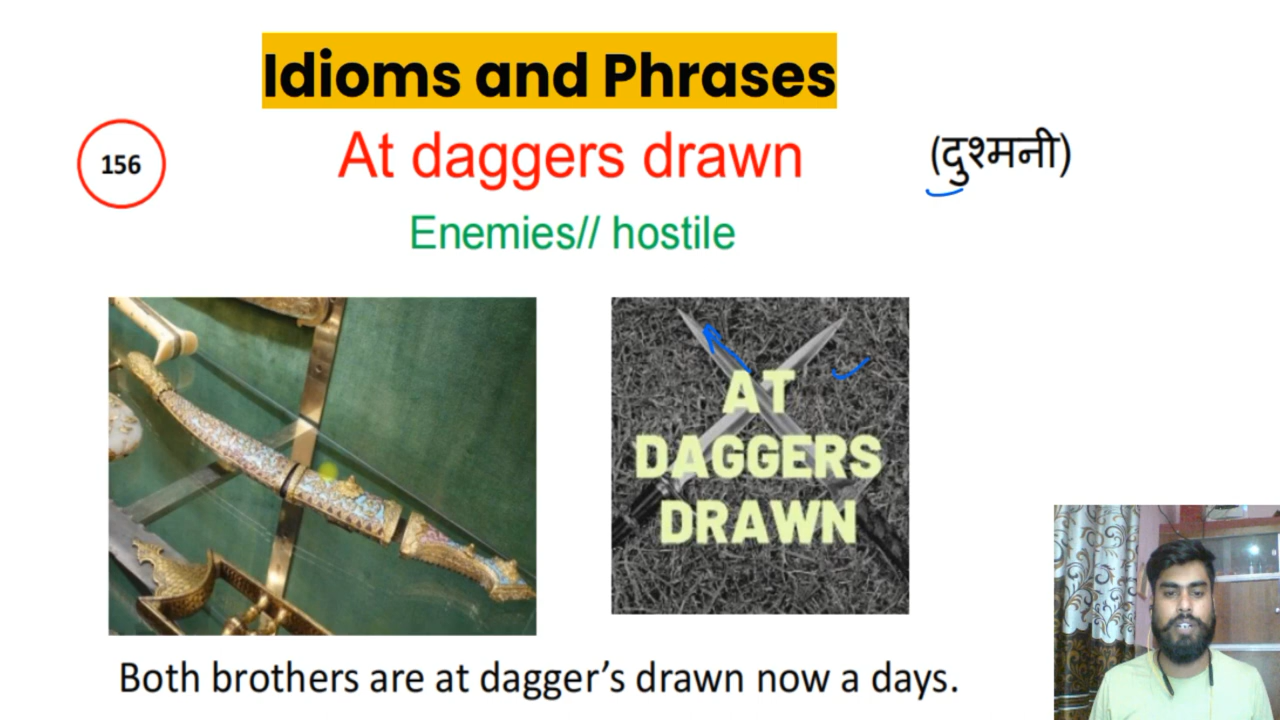 Idioms and Phrases
156
At daggers drawn
(दुश्मनी)
Enemies// hostile
AT
DAGGERS
DRAWN
Both brothers are at dagger’s drawn now a days.